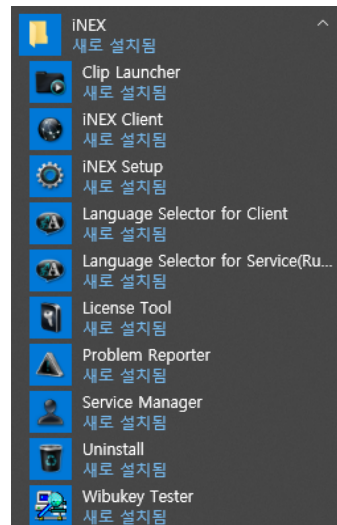 iNEX
새로 설치됨
Clip Launcher
새로 설치됨
iNEX Client
새로 설치됨
iNEX Setup
새로 설치됨
Language Selector for Client
새로 설치됨
Language Selector for Service(Ru...
새로 설치됨
License Tool
새로 설치됨
Problem Reporter
새로 설치됨
Service Manager
새로 설치됨
Uninstall
새로 설치됨
Wibukey Tester
새로 설치됨